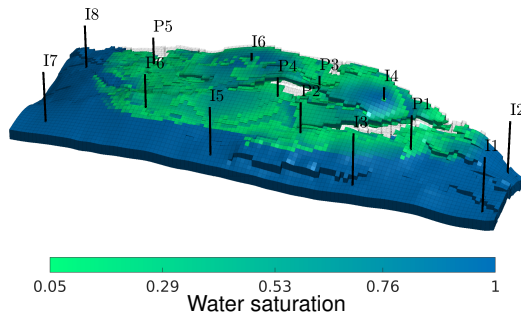 I8
P5
I6
I7
P6
P4
P3
I4
I5
P2
I3
P1
I2
I1
0.05 0.29 0.53 0.76 1
Water saturation